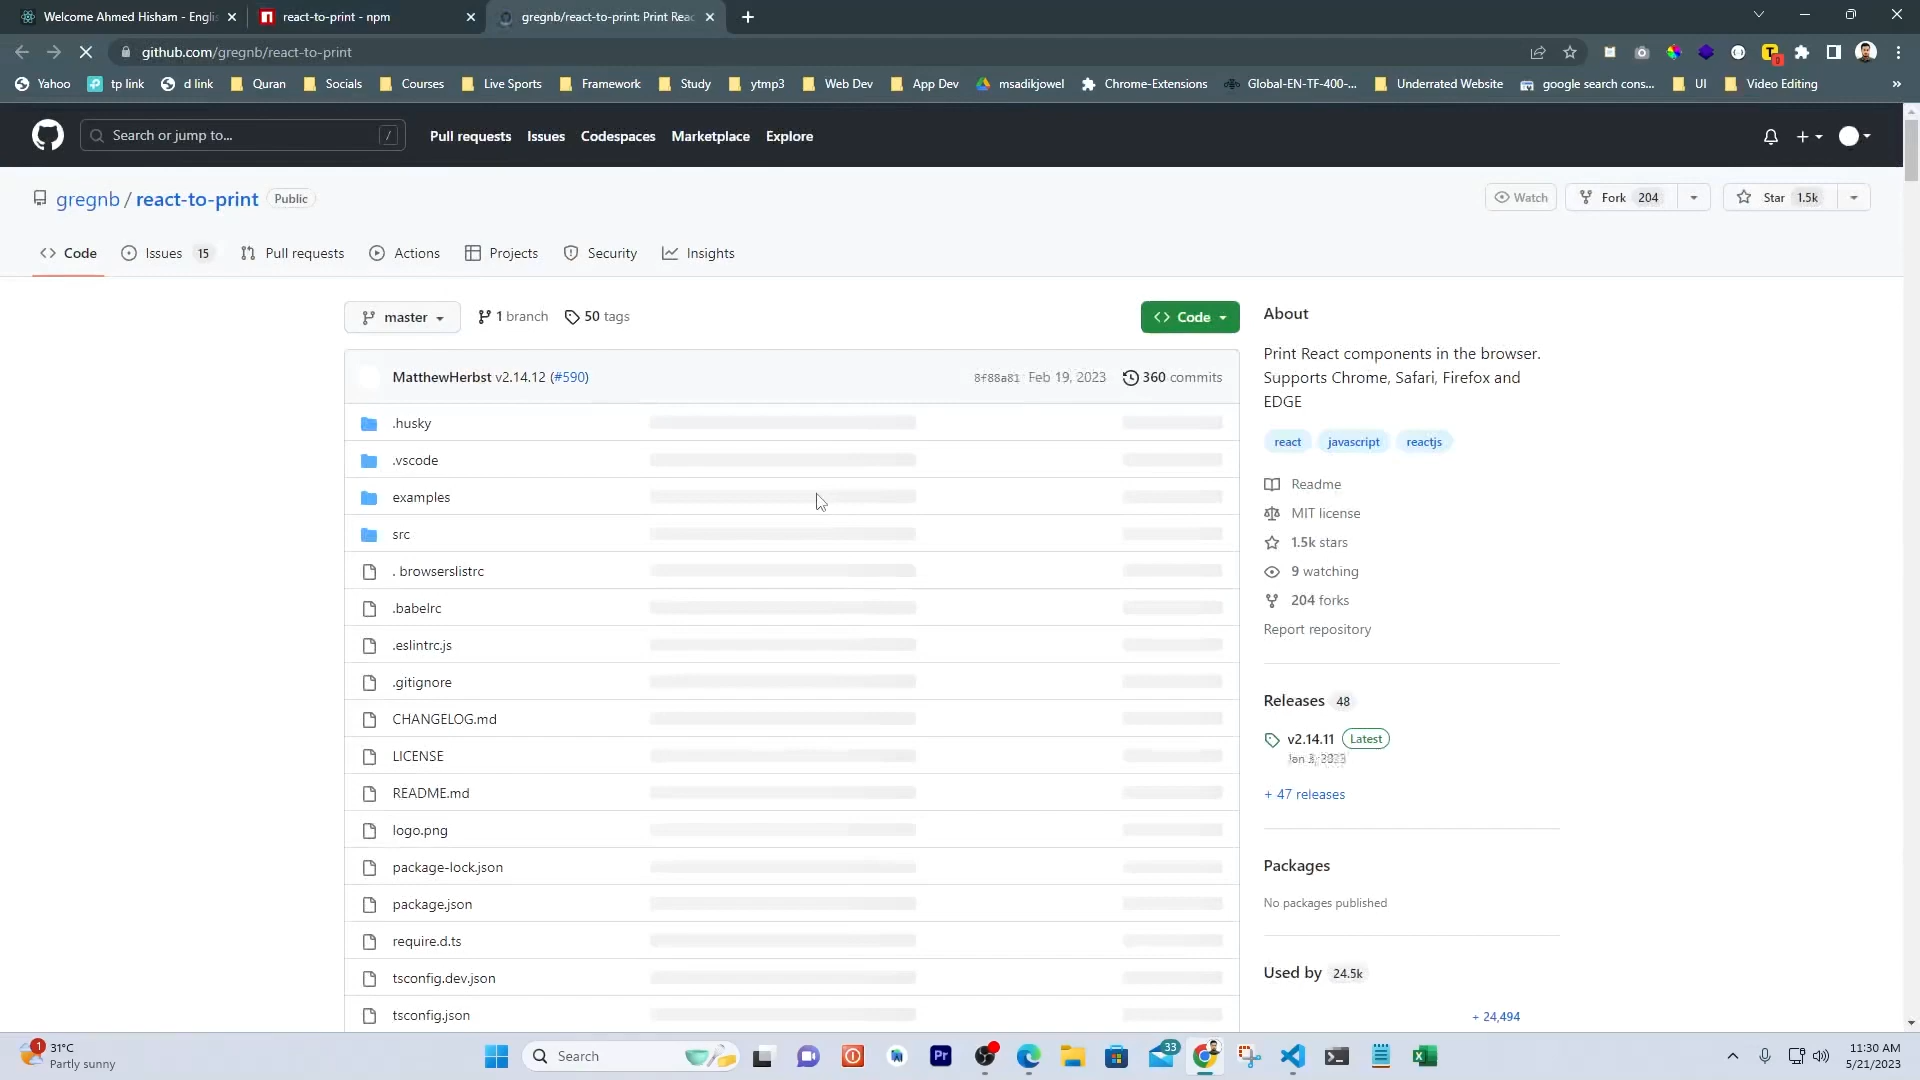 Welcome Ahmed Hisham - Englis
react-to-print - npm
gregnb/react-to-print: Print Reac
github.com/gregnb/react-to-print
Yahoo
tp link
d link
Quran
Socials
Courses
Live Sports
Framework
Study
ytmp3
Web Dev
App Dev
msadikjowel
Chrome-Extensions
Global-EN-TF-400-...
Underrated Website
google search cons...
UI
Video Editing
»
Search or jump to...
/
Pull requests
Issues
Codespaces
Marketplace
Explore
gregnb / react-to-print
Public
Watch
Fork 204
Star 1.5k
Code
Issues 15
Pull requests
Actions
Projects
Security
Insights
master
1 branch
50 tags
Code
MatthewHerbst v2.14.12 (#590)
8f88a81 Feb 19, 2023
360 commits
.husky
.vscode
examples
src
. browserslistrc
.babelrc
.eslintrc.js
.gitignore
CHANGELOG.md
LICENSE
README.md
logo.png
package-lock.json
package.json
require.d.ts
tsconfig.dev.json
tsconfig.json
About
Print React components in the browser.
Supports Chrome, Safari, Firefox and
EDGE
react
javascript
reactjs
Readme
MIT license
1.5k stars
9 watching
204 forks
Report repository
Releases 48
v2.14.11 Latest
+ 47 releases
Packages
No packages published
Used by 24.5k
+ 24,494
1
31°C
Partly sunny
Search
Pr
33
11:30 AM
5/21/2023